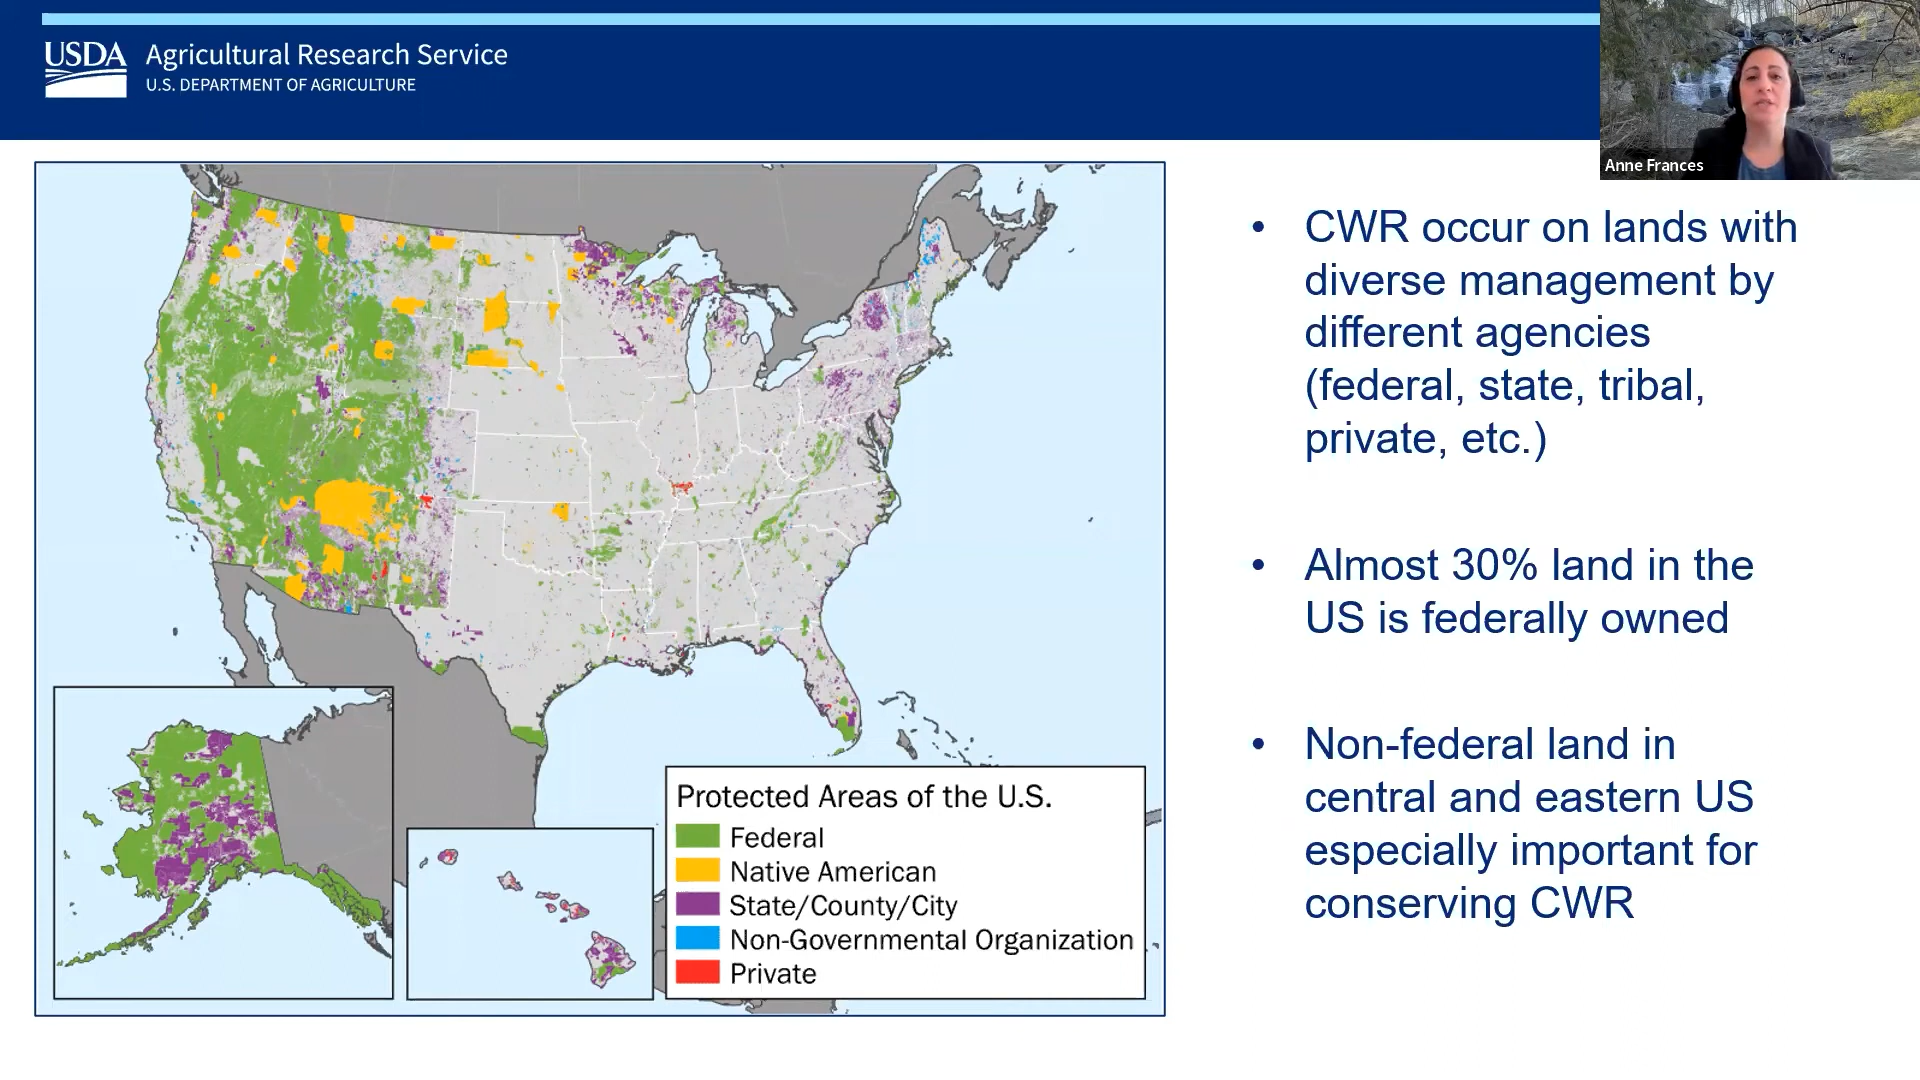 USDA
Agricultural Research Service
U.S. DEPARTMENT OF AGRICULTURE
Anne Frances
• CWR occur on lands with
diverse management by
different agencies
(federal, state, tribal,
private, etc.)
• Almost 30% land in the
US is federally owned
• Non-federal land in
central and eastern US
especially important for
conserving CWR
Protected Areas of the U.S.
Federal
Native American
State/County/City
Non-Governmental Organization
Private